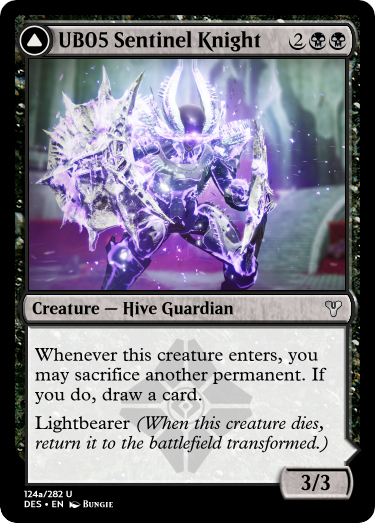 UB05 Sentinel Knight 2
Creature — Hive Guardian
Whenever this creature enters, you
may sacrifice another permanent. If
you do, draw a card.
Lightbearer (When this creature dies,
return it to the battlefield transformed.)
3/3
124a/282 U
DES • EN Bungie